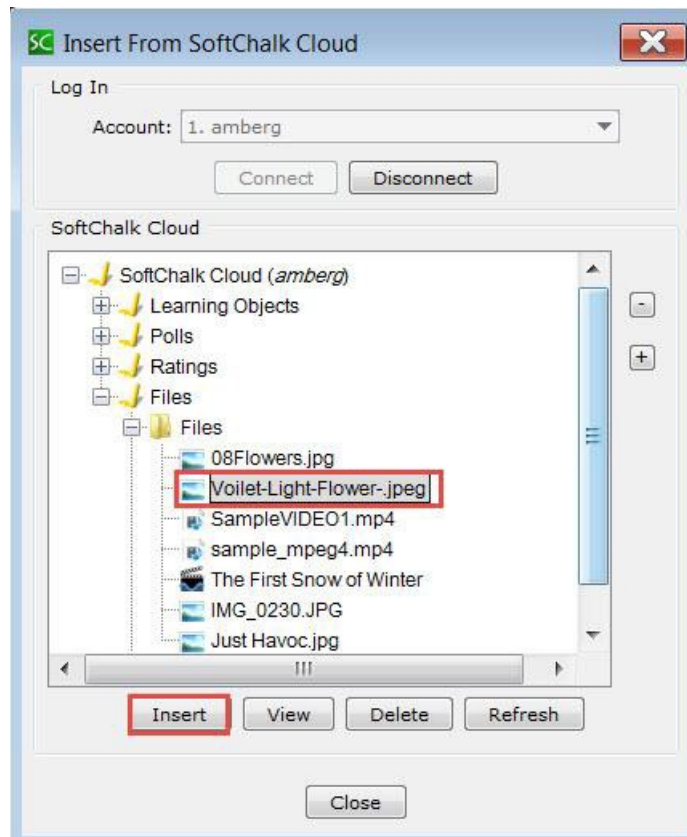 SC Insert From SoftChalk Cloud
Log In
Account: 1. amberg
Connect Disconnect
SoftChalk Cloud
SoftChalk Cloud (amberg)
Learning Objects
Polls
Ratings
Files
Files
08Flowers.jpg
Voilet-Light-Flower-.jpeg
SampleVIDEO1.mp4
sample_mpeg4.mp4
The First Snow of Winter
IMG_0230.JPG
Just Havoc.jpg
Insert View Delete Refresh
Close